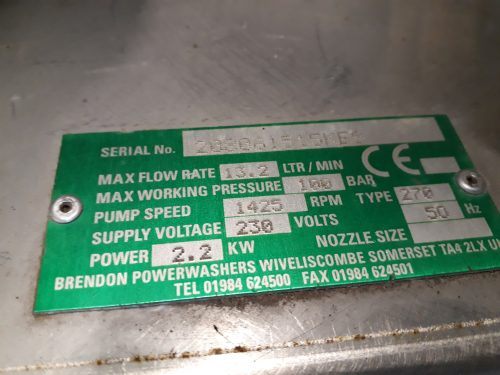 SERIAL No.
MAX FLOW RATE 13.2 LTR/MIN CE
MAX WORKING PRESSURE 100 BAR
PUMP SPEED 1425 RPM TYPE 270
SUPPLY VOLTAGE 230 VOLTS 50 Hz
POWER 2.2 KW NOZZLE SIZE
BRENDON POWERWASHERS WIVELISCOMBE SOMERSET TA4 2LX
TEL 01984 624500 FAX 01984 624501